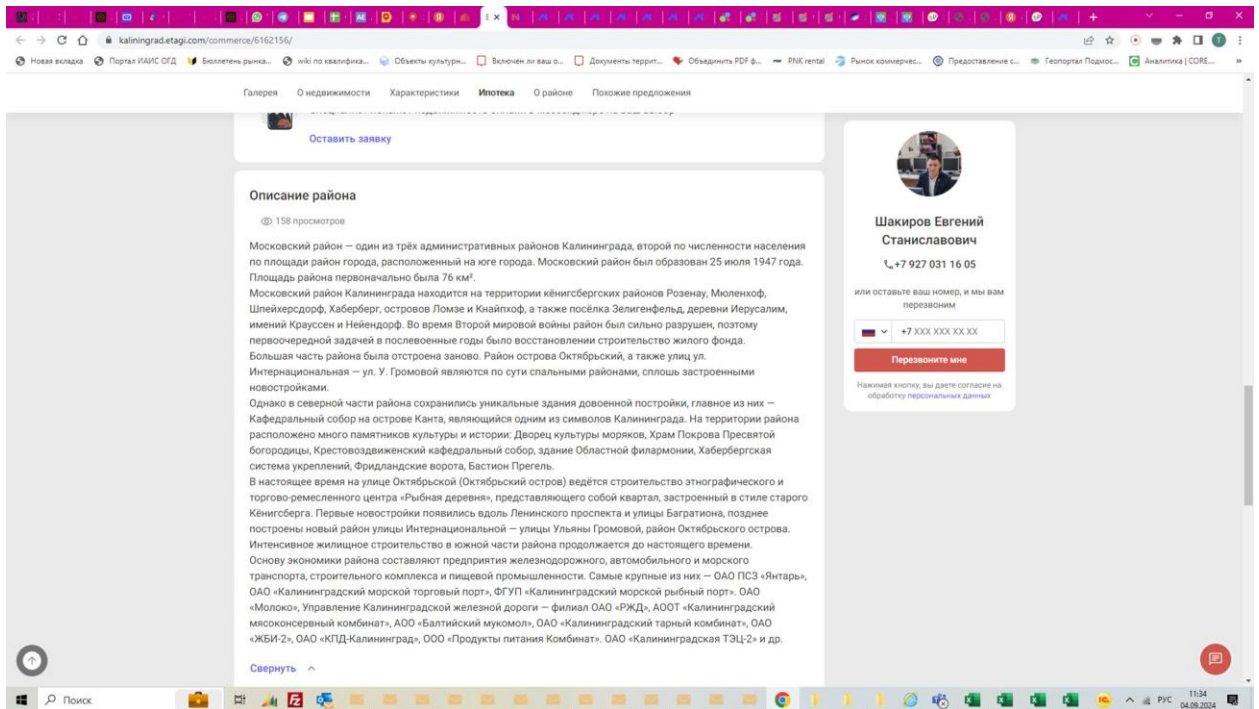 kaliningrad.etagi.com/commerce/6162156/
Новая вкладка Портал ИАИС ОГД Бюллетень рынка... wiki по квалифика... Объекты культурн... Включен ли ваш о... Документы террит... Объединить PDF ф... PNK rental Рынок коммерчес... Предоставление с... Геопортал Подмос... Аналитика | CORE... »
Галерея О недвижимости Характеристики Ипотека О районе Похожие предложения
Оставить заявку
Описание района
158 просмотров
Московский район — один из трёх административных районов Калининграда, второй по численности населения
по площади район города, расположенный на юге города. Московский район был образован 25 июля 1947 года.
Площадь района первоначально была 76 км².
Московский район Калининграда находится на территории кёнигсбергских районов Розенау, Мюленхоф,
Шпейхерсдорф, Хаберберг, островов Ломзе и Кнайпхоф, а также посёлка Зелигенфельд, деревни Иерусалим,
имений Крауссен и Нейендорф. Во время Второй мировой войны район был сильно разрушен, поэтому
первоочередной задачей в послевоенные годы было восстановлении строительство жилого фонда.
Большая часть района была отстроена заново. Район острова Октябрьский, а также улиц ул.
Интернациональная — ул. У. Громовой являются по сути спальными районами, сплошь застроенными
новостройками.
Однако в северной части района сохранились уникальные здания довоенной постройки, главное из них —
Кафедральный собор на острове Канта, являющийся одним из символов Калининграда. На территории района
расположено много памятников культуры и истории: Дворец культуры моряков, Храм Покрова Пресвятой
богородицы, Крестовоздвиженский кафедральный собор, здание Областной филармонии, Хабербергская
система укреплений, Фридландские ворота, Бастион Прегель.
В настоящее время на улице Октябрьской (Октябрьский остров) ведётся строительство этнографического и
торгово-ремесленного центра «Рыбная деревня», представляющего собой квартал, застроенный в стиле старого
Кёнигсберга. Первые новостройки появились вдоль Ленинского проспекта и улицы Багратиона, позднее
построены новый район улицы Интернациональной — улицы Ульяны Громовой, район Октябрьского острова.
Интенсивное жилищное строительство в южной части района продолжается до настоящего времени.
Основу экономики района составляют предприятия железнодорожного, автомобильного и морского
транспорта, строительного комплекса и пищевой промышленности. Самые крупные из них — ОАО ПСЗ «Янтарь»,
ОАО «Калининградский морской торговый порт», ФГУП «Калининградский морской рыбный порт». ОАО
«Молоко», Управление Калининградской железной дороги — филиал ОАО «РЖД», АООТ «Калининградский
мясоконсервный комбинат», АОО «Балтийский мукомол», ОАО «Калининградский тарный комбинат», ОАО
«ЖБИ-2», ОАО «КПД-Калининград», ООО «Продукты питания Комбинат». ОАО «Калининградская ТЭЦ-2» и др.
Свернуть
Шакиров Евгений
Станиславович
+7 927 031 16 05
или оставьте ваш номер, и мы вам
перезвоним
+7 XXX XXX XX XX
Перезвоните мне
Нажимая кнопку, вы даете согласие на
обработку персональных данных
Поиск
РУС
11:34
04.09.2024